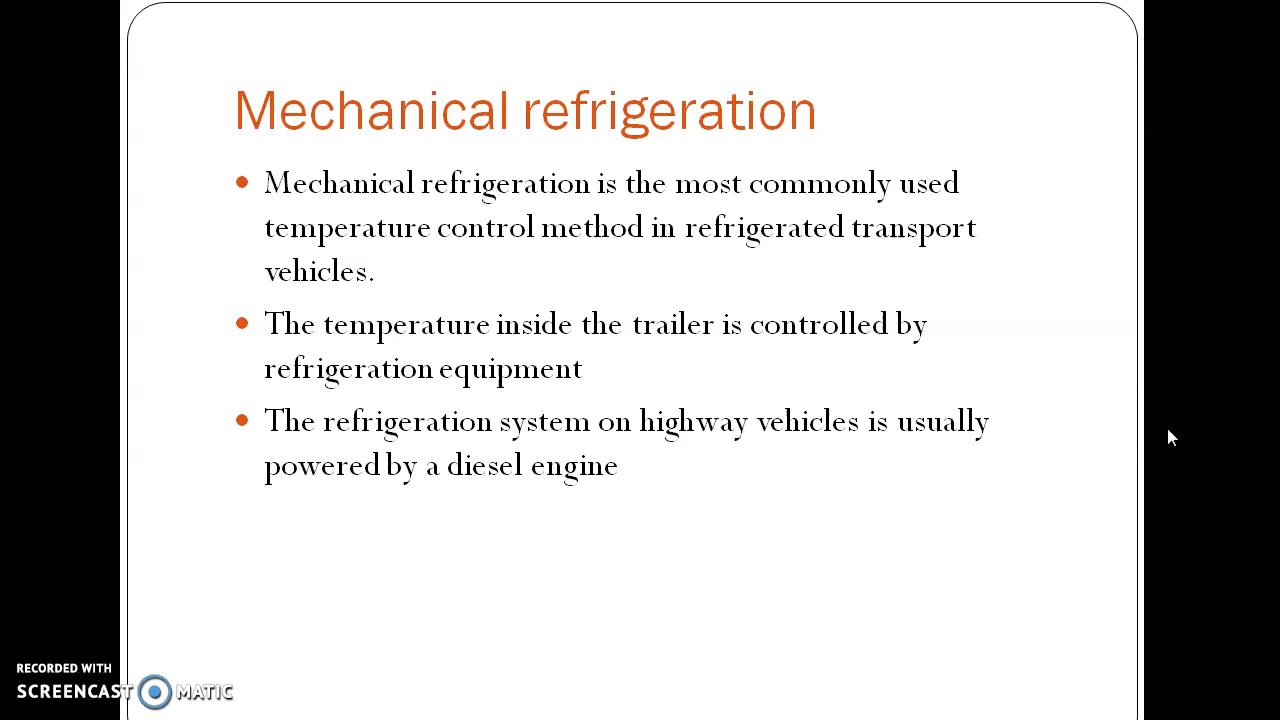 Mechanical refrigeration
Mechanical refrigeration is the most commonly used
temperature control method in refrigerated transport
vehicles.
The temperature inside the trailer is controlled by
refrigeration equipment
The refrigeration system on highway vehicles is usually
powered by a diesel engine
RECORDED WITH
SCREENCAST MATIC